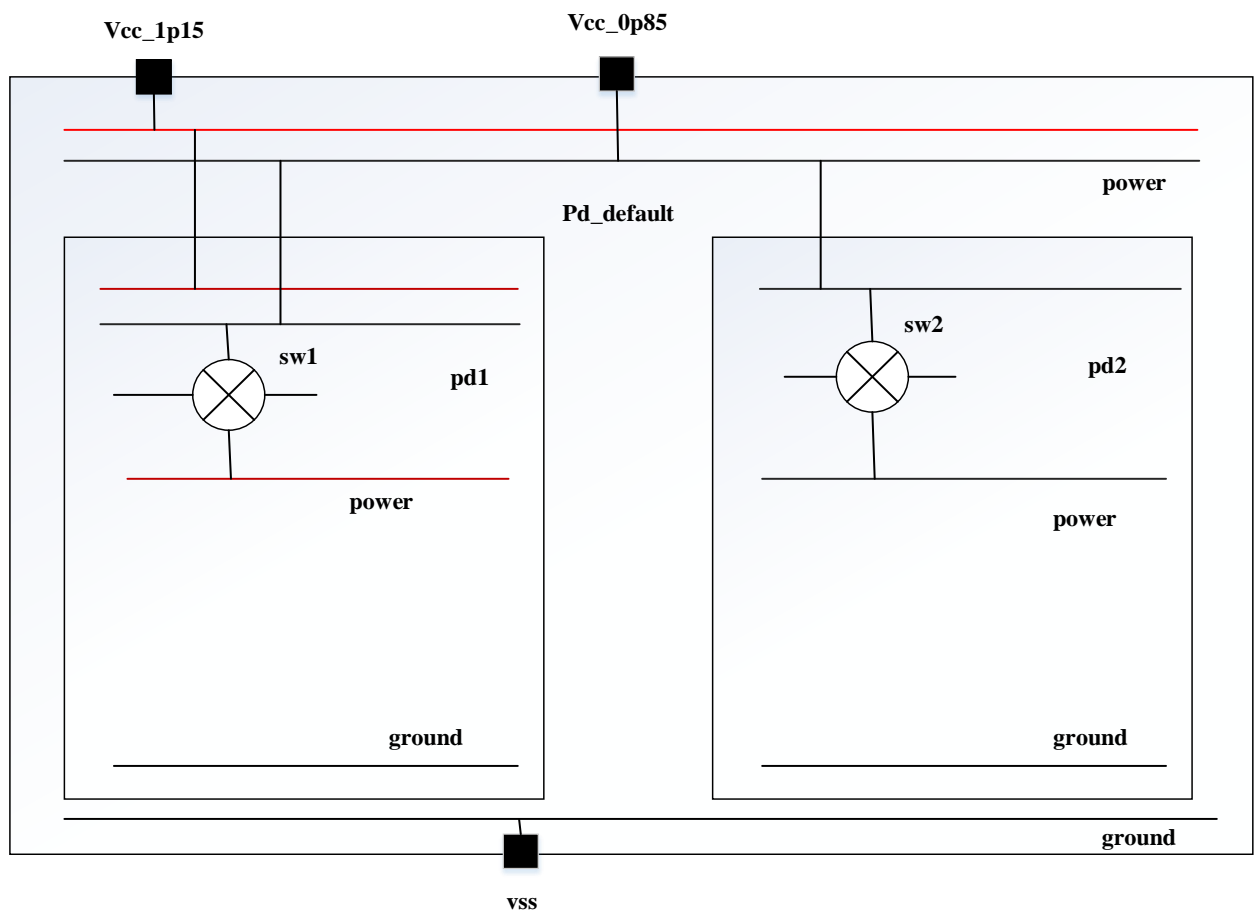 Vcc_1p15
Vcc_0p85
power
Pd_default
sw1
pd1
sw2
pd2
power
power
ground
ground
ground
vss